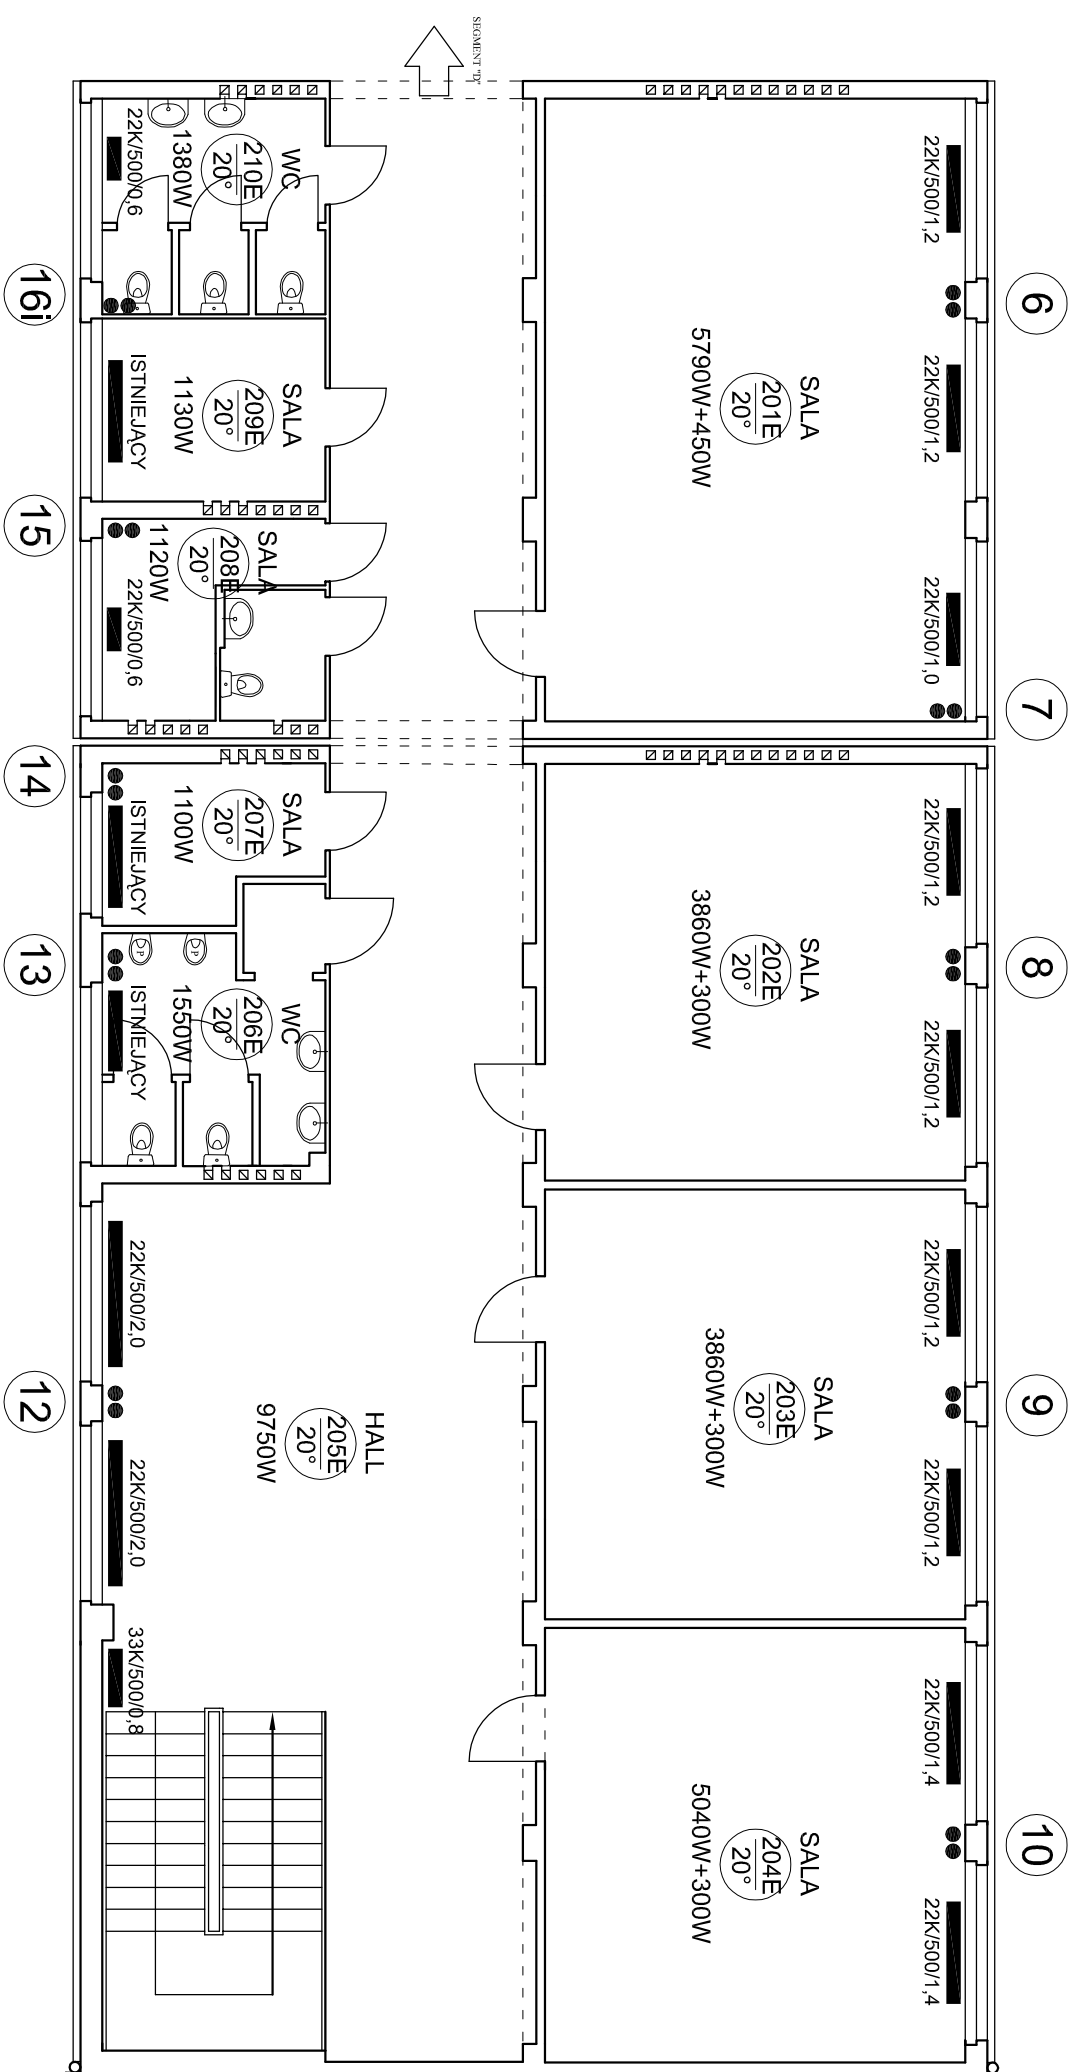 SEGMENT "D"
6
7
8
9
10
22K/500/1,2
22K/500/1,2
22K/500/1,0
22K/500/1,2
22K/500/1,2
22K/500/1,2
22K/500/1,2
22K/500/1,4
22K/500/1,4
SALA
201E
20°
5790W+450W
SALA
202E
20°
3860W+300W
SALA
203E
20°
3860W+300W
SALA
204E
20°
5040W+300W
WC
210E
20°
1380W
22K/500/0,6
SALA
209E
20°
1130W
ISTNIEJĄCY
SALA
208E
20°
1120W
22K/500/0,6
SALA
207E
20°
1100W
ISTNIEJĄCY
WC
206E
20°
1550W
ISTNIEJĄCY
P
P
HALL
205E
20°
9750W
22K/500/2,0
22K/500/2,0
33K/500/0,8
16i
15
14
13
12